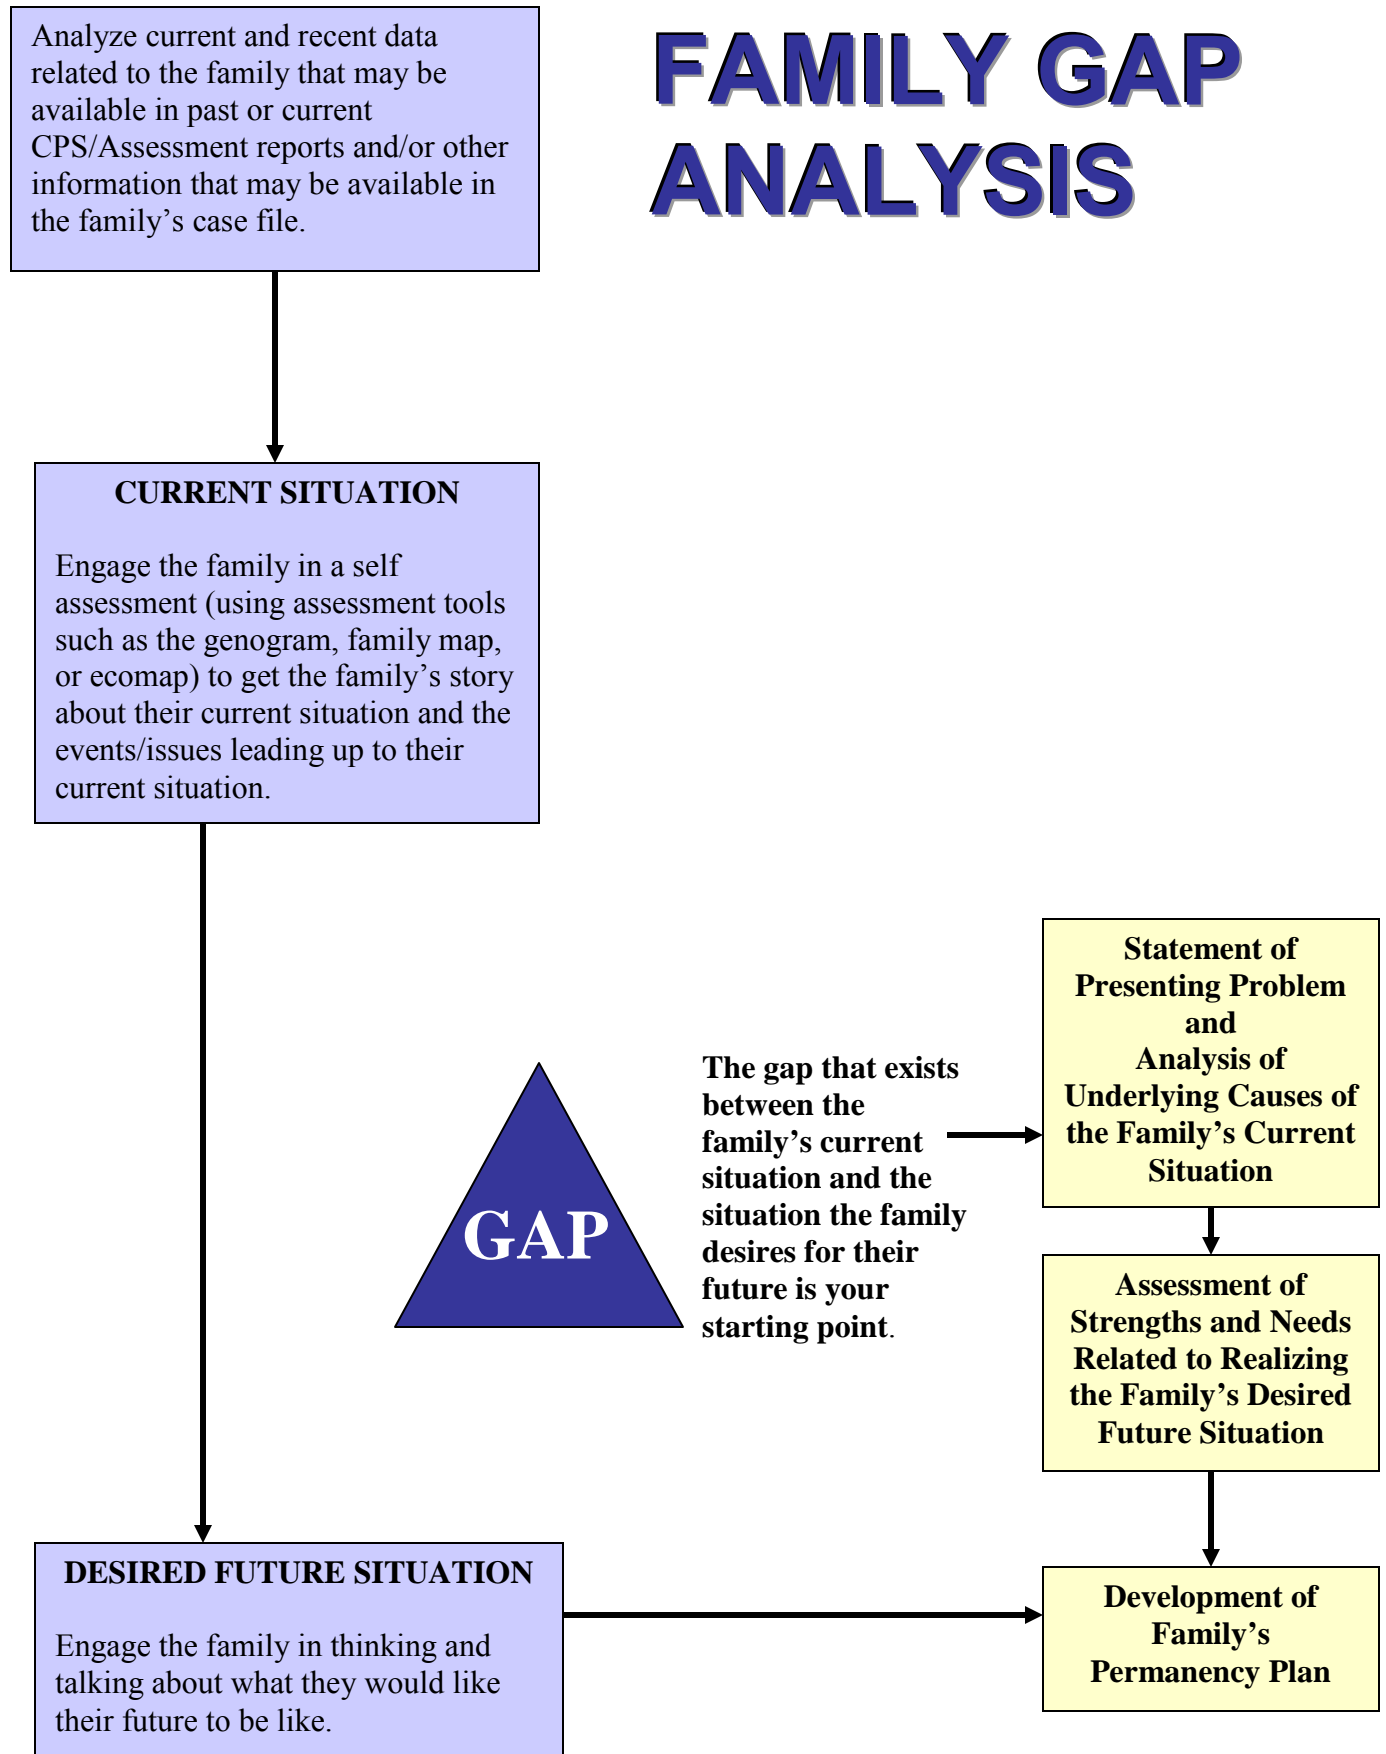 FAMILY GAP
ANALYSIS
Analyze current and recent data
related to the family that may be
available in past or current
CPS/Assessment reports and/or other
information that may be available in
the family’s case file.
CURRENT SITUATION
Engage the family in a self
assessment (using assessment tools
such as the genogram, family map,
or ecomap) to get the family’s story
about their current situation and the
events/issues leading up to their
current situation.
GAP
The gap that exists
between the
family’s current
situation and the
situation the family
desires for their
future is your
starting point.
Statement of
Presenting Problem
and
Analysis of
Underlying Causes of
the Family’s Current
Situation
Assessment of
Strengths and Needs
Related to Realizing
the Family’s Desired
Future Situation
DESIRED FUTURE SITUATION
Engage the family in thinking and
talking about what they would like
their future to be like.
Development of
Family’s
Permanency Plan